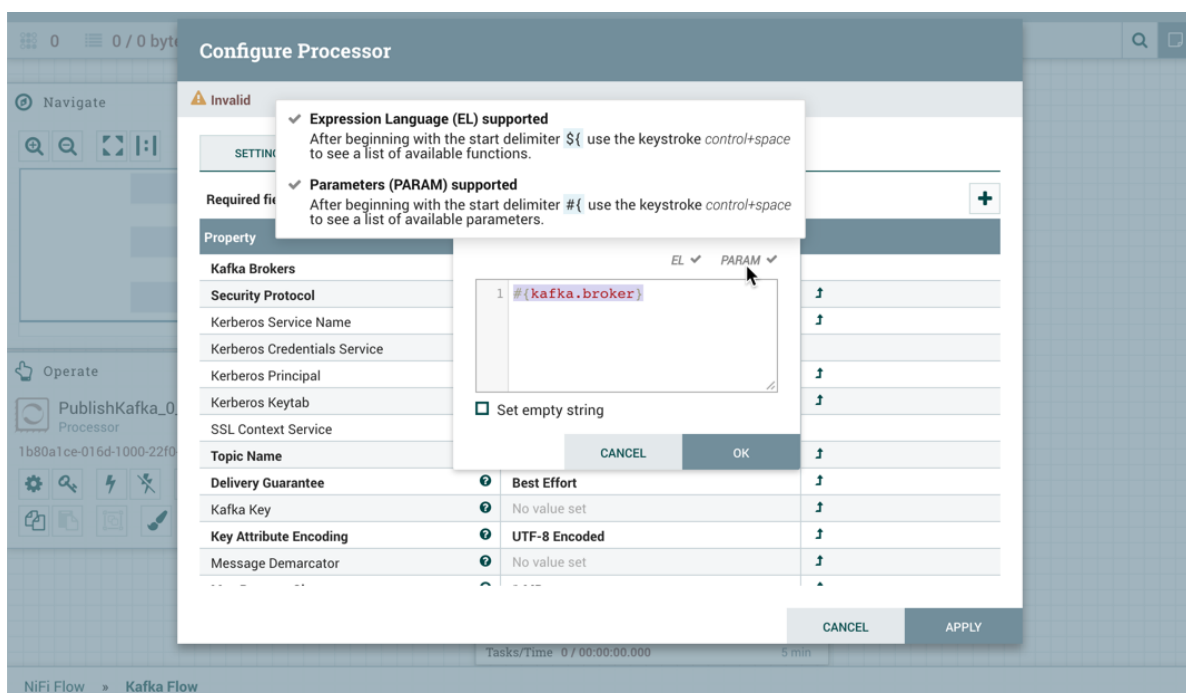 0 0 / 0 byte
Configure Processor
Navigate
Invalid
Expression Language (EL) supported
After beginning with the start delimiter ${ use the keystroke control+space
to see a list of available functions.
SETTIN
Parameters (PARAM) supported
After beginning with the start delimiter #{ use the keystroke control+space
to see a list of available parameters.
Required fie
Property
EL PARAM
Kafka Brokers
1 #{kafka.broker}
Security Protocol
Kerberos Service Name
Kerberos Credentials Service
Operate
Kerberos Principal
PublishKafka_0_
Processor
Kerberos Keytab
Set empty string
SSL Context Service
1b80a1ce-016d-1000-22f0-
Topic Name
CANCEL OK
Delivery Guarantee Best Effort
Kafka Key No value set
Key Attribute Encoding UTF-8 Encoded
Message Demarcator No value set
CANCEL APPLY
Tasks/Time 0 / 00:00:00.000 5 min
NiFi Flow » Kafka Flow